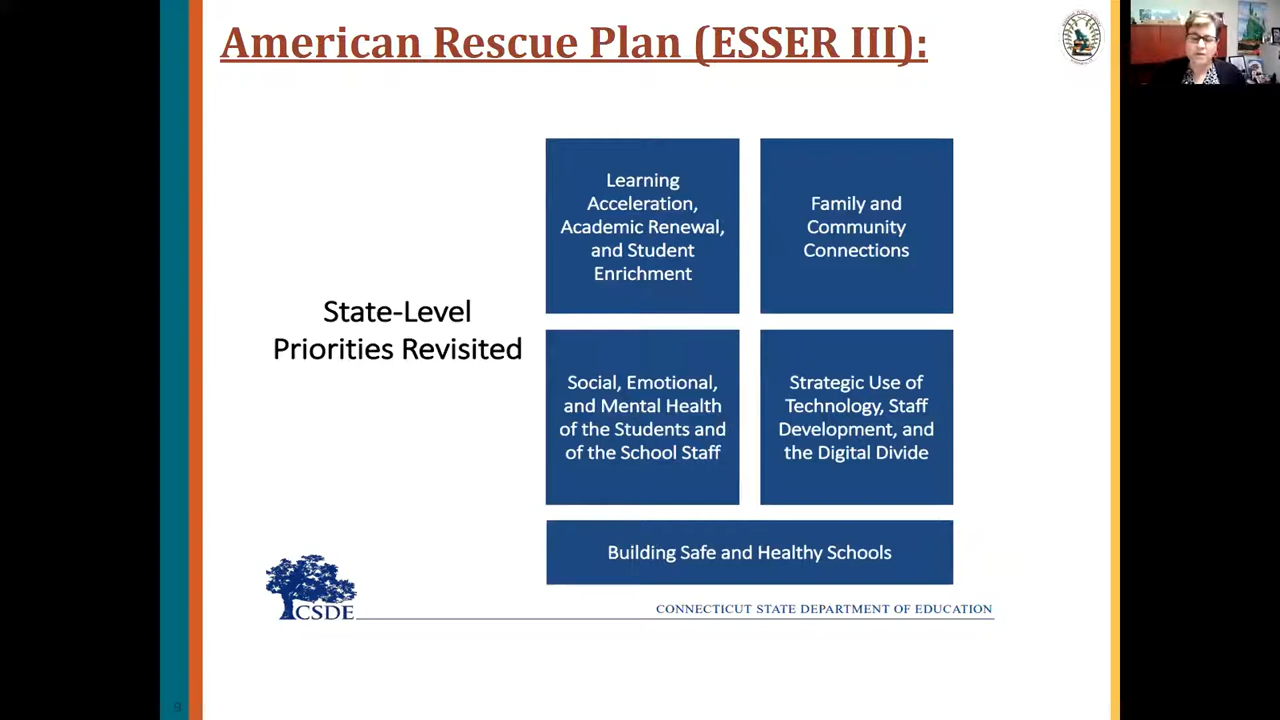 American Rescue Plan (ESSER III):
State-Level
Priorities Revisited
Learning
Acceleration,
Academic Renewal,
and Student
Enrichment
Family and
Community
Connections
Social, Emotional,
and Mental Health
of the Students and
of the School Staff
Strategic Use of
Technology, Staff
Development, and
the Digital Divide
Building Safe and Healthy Schools
CSDE
CONNECTICUT STATE DEPARTMENT OF EDUCATION
9